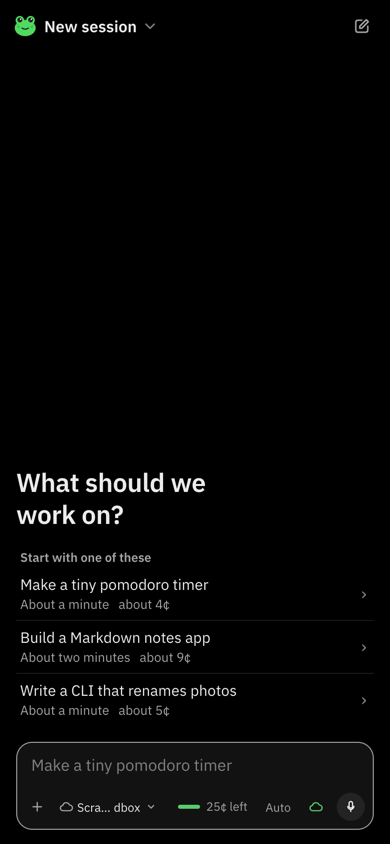 New session
What should we
work on?
Start with one of these
Make a tiny pomodoro timer
About a minute about 4¢
Build a Markdown notes app
About two minutes about 9¢
Write a CLI that renames photos
About a minute about 5¢
Make a tiny pomodoro timer
Scra... dbox 25¢ left Auto